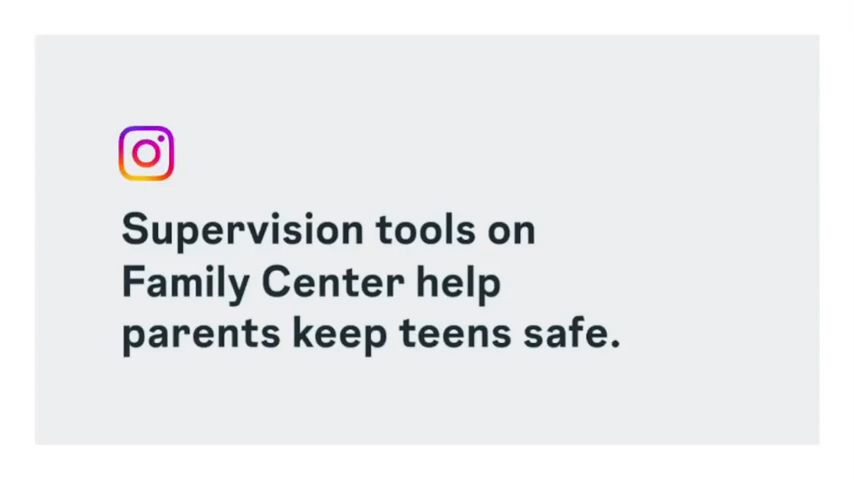 Supervision tools on
Family Center help
parents keep teens safe.